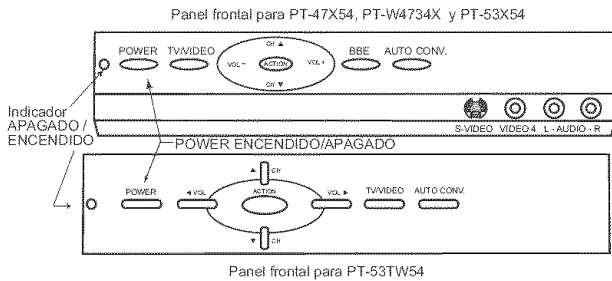 Panel frontal para PT-47X54, PT-W4734X y PT-53X54
POWER TV/VIDEO CH ▲ VOL - ACTION VOL + CH ▼ BBE AUTO CONV.
Indicador
APAGADO /
ENCENDIDO
S-VIDEO VIDEO 4 L - AUDIO - R
POWER ENCENDIDO/APAGADO
POWER ◄ VOL ▲ CH ACTION ▼ CH VOL ► TV/VIDEO AUTO CONV.
Panel frontal para PT-53TW54